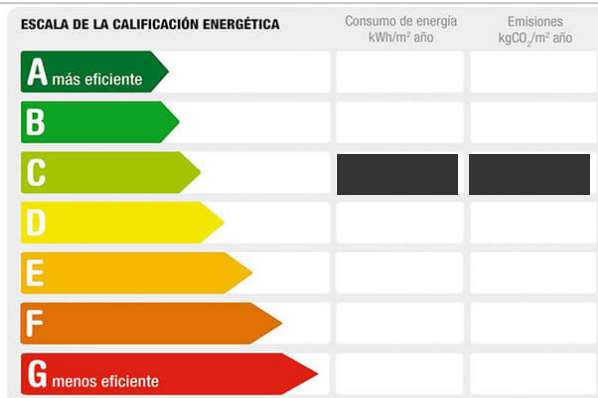 ESCALA DE LA CALIFICACIÓN ENERGÉTICA
Consumo de energía
kWh/m² año
Emisiones
kgCO₂/m² año
A más eficiente
B
C
D
E
F
G menos eficiente